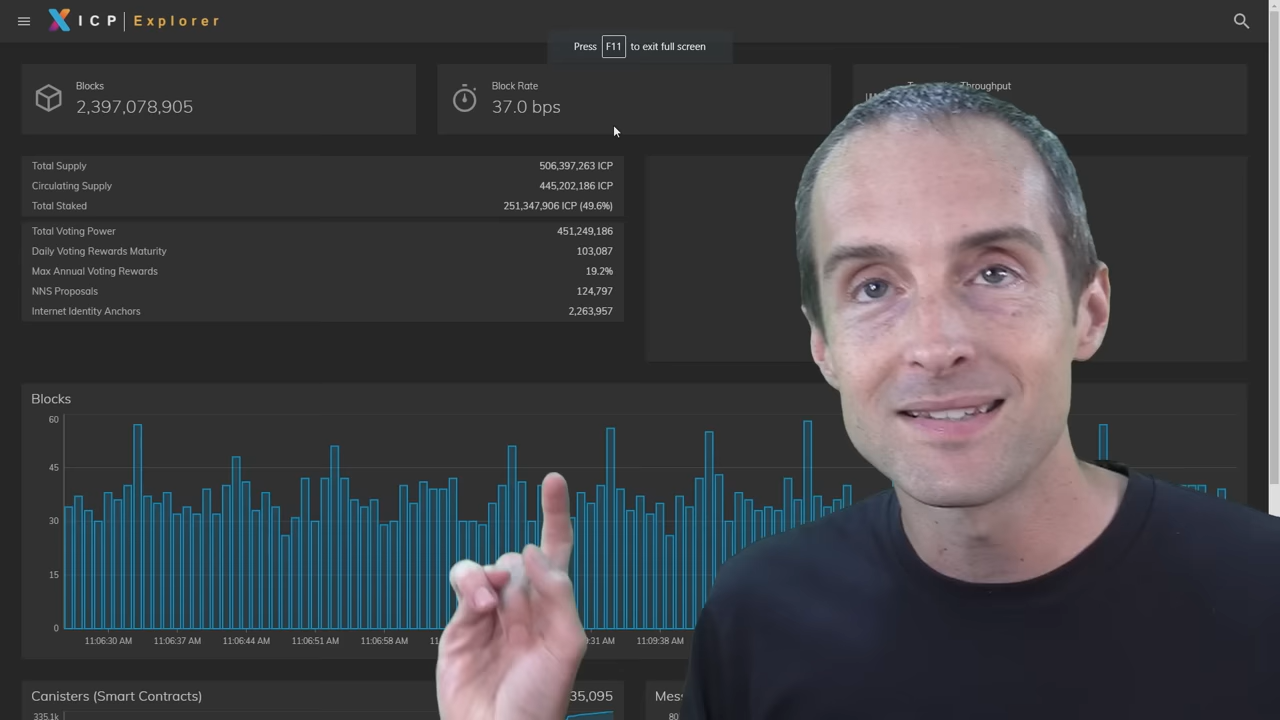 ICP | Explorer
Press F11 to exit full screen
Blocks
2,397,078,905
Block Rate
37.0 bps
Throughput
Total Supply 506,397,263 ICP
Circulating Supply 445,202,186 ICP
Total Staked 251,347,906 ICP (49.6%)
Total Voting Power 451,249,186
Daily Voting Rewards Maturity 103,087
Max Annual Voting Rewards 19.2%
NNS Proposals 124,797
Internet Identity Anchors 2,263,957
Blocks
60
45
30
15
0
11:06:30 AM 11:06:37 AM 11:06:44 AM 11:06:51 AM 11:06:58 AM :31 AM 11:09:38 AM
Canisters (Smart Contracts) 35,095
335.1k
80